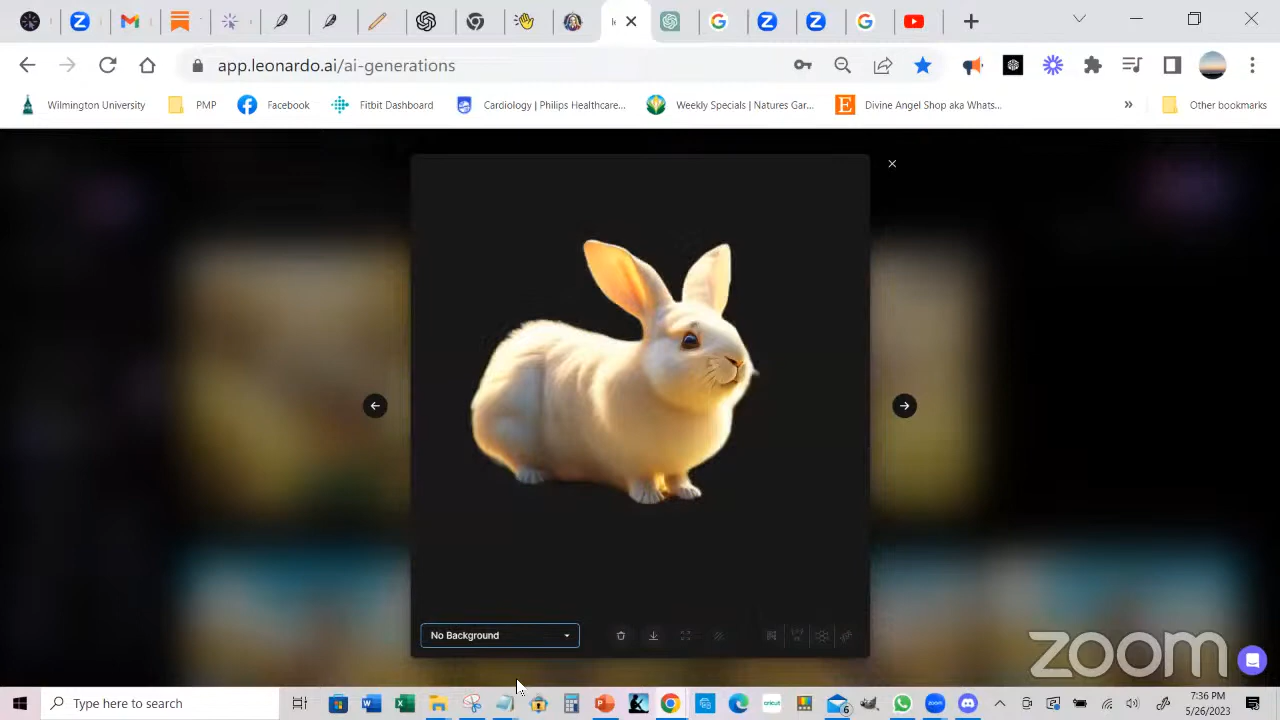 app.leonardo.ai/ai-generations
Wilmington University
PMP
Facebook
Fitbit Dashboard
Cardiology | Philips Healthcare...
Weekly Specials | Natures Gar...
Divine Angel Shop aka Whats...
»
Other bookmarks
No Background
zoom
Type here to search
7:36 PM
5/26/2023